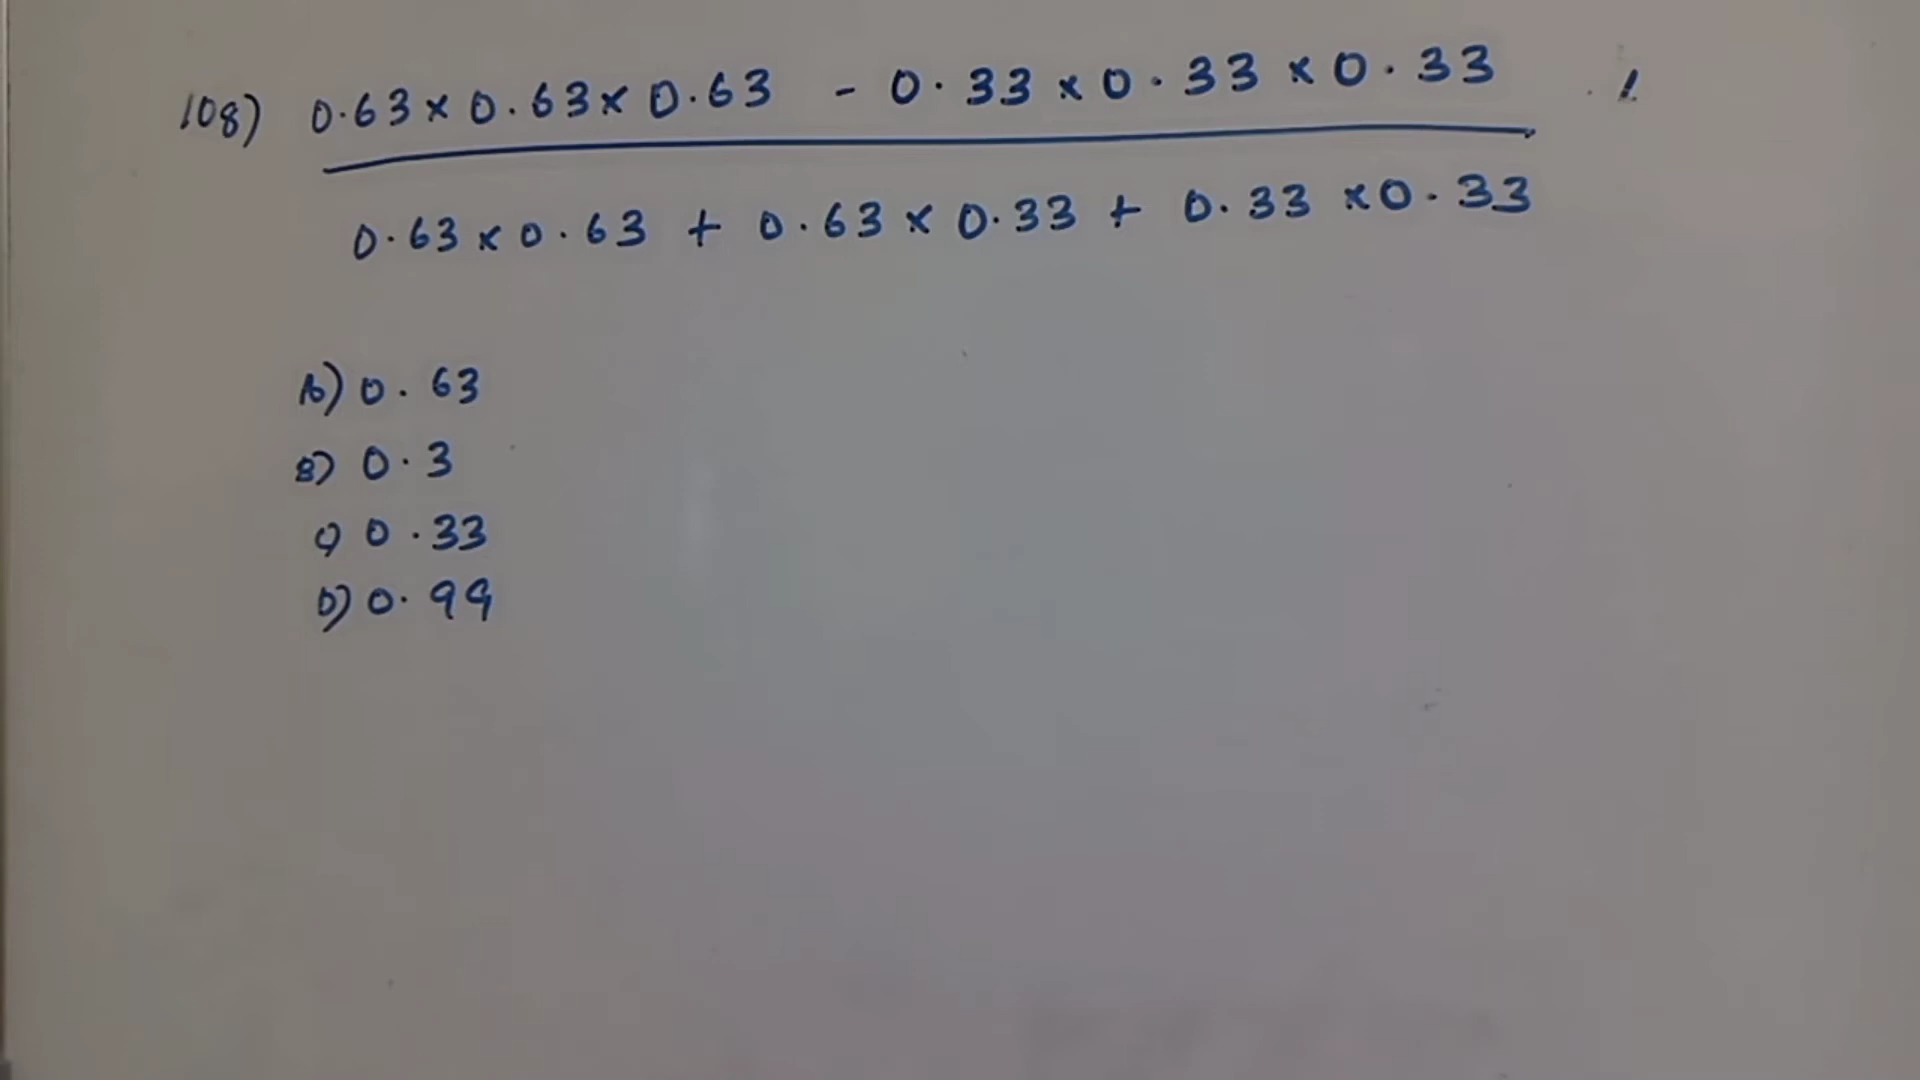 108) 0.63 × 0.63 × 0.63 - 0.33 × 0.33 × 0.33
0.63 × 0.63 + 0.63 × 0.33 + 0.33 × 0.33
A) 0.63
B) 0.3
C) 0.33
D) 0.99